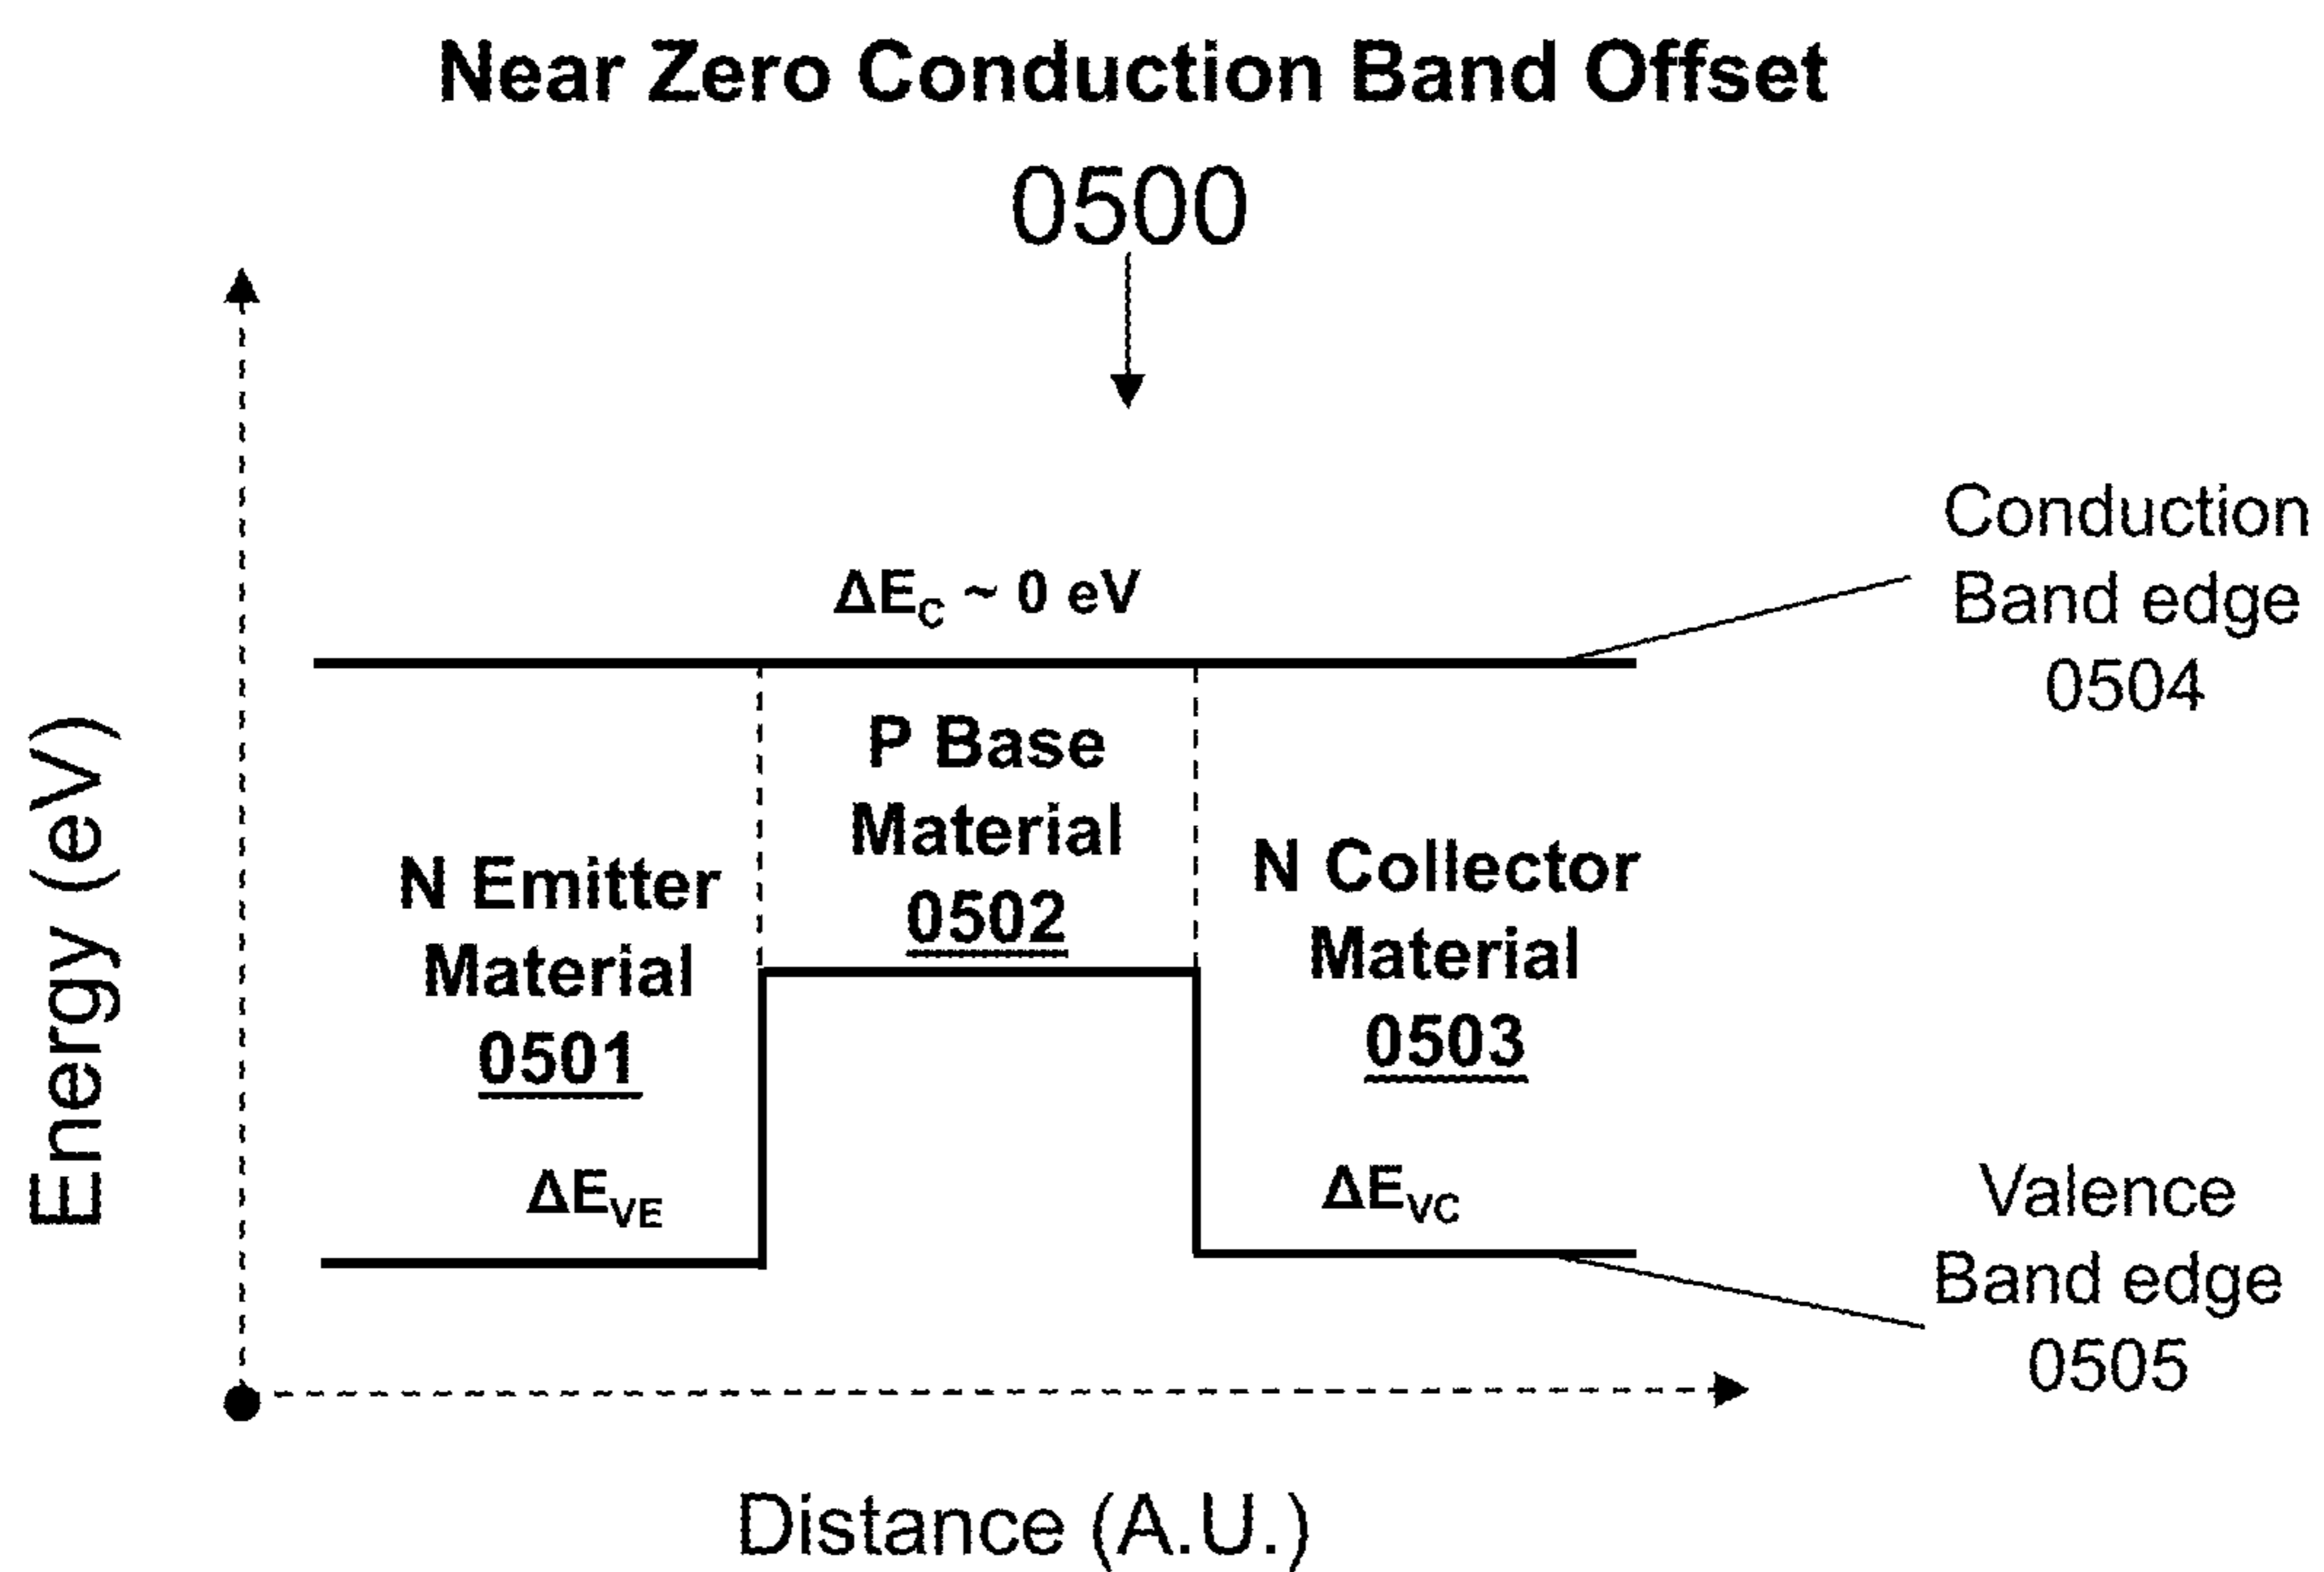 Near Zero Conduction Band Offset
0500
Conduction
Band edge
0504
ΔEC ~ 0 eV
P Base
Material
0502
N Emitter
Material
0501
N Collector
Material
0503
ΔEVE
ΔEVC
Valence
Band edge
0505
Energy (eV)
Distance (A.U.)